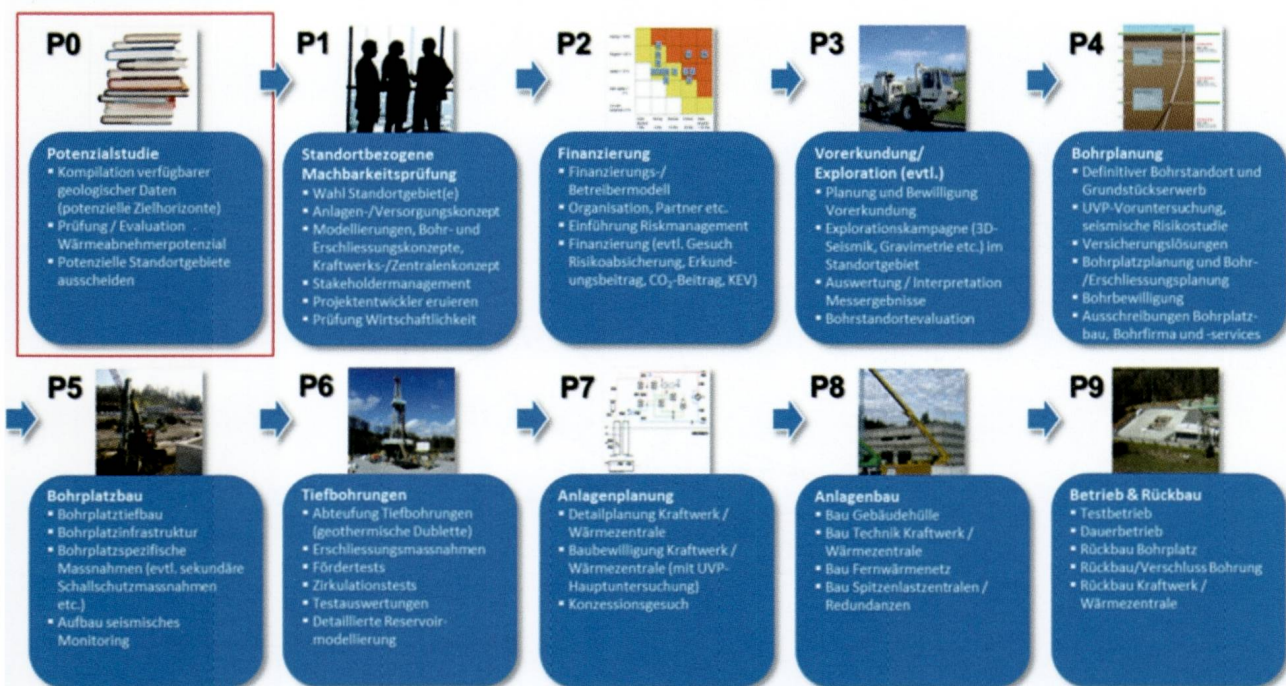 P0
Potenzialstudie
▪ Kompilation verfügbarer
geologischer Daten
(potenzielle Zielhorizonte)
▪ Prüfung / Evaluation
Wärmeabnehmerpotenzial
▪ Potenzielle Standortgebiete
ausscheiden
P1
Standortbezogene
Machbarkeitsprüfung
▪ Wahl Standortgebiet(e)
▪ Anlagen-/Versorgungskonzept
▪ Modellierungen, Bohr- und
Erschliessungskonzepte,
Kraftwerks-/Zentralenkonzept
▪ Stakeholdermanagement
▪ Projektentwickler eruieren
▪ Prüfung Wirtschaftlichkeit
P2
Finanzierung
▪ Finanzierungs-/
Betreibermodell
▪ Organisation, Partner etc.
▪ Einführung Riskmanagement
▪ Finanzierung (evtl. Gesuch
Risikoabsicherung, Erkund-
ungsbeitrag, CO₂-Beitrag, KEV)
P3
Vorerkundung/
Exploration (evtl.)
▪ Planung und Bewilligung
Vorerkundung
▪ Explorationskampagne (3D-
Seismik, Gravimetrie etc.) im
Standortgebiet
▪ Auswertung / Interpretation
Messergebnisse
▪ Bohrstandortevaluation
P4
Bohrplanung
▪ Definitiver Bohrstandort und
Grundstückserwerb
▪ UVP-Voruntersuchung,
seismische Risikostudie
▪ Versicherungslösungen
▪ Bohrplatzplanung und Bohr-
/Erschliessungsplanung
▪ Bohrbewilligung
▪ Ausschreibungen Bohrplatz-
bau, Bohrfirma und -services
P5
Bohrplatzbau
▪ Bohrplatztiefbau
▪ Bohrplatzinfrastruktur
▪ Bohrplatzspezifische
Massnahmen (evtl. sekundäre
Schallschutzmassnahmen
etc.)
▪ Aufbau seismisches
Monitoring
P6
Tiefbohrungen
▪ Abteufung Tiefbohrungen
(geothermische Dublette)
▪ Erschliessungsmassnahmen
▪ Fördertests
▪ Zirkulationstests
▪ Testauswertungen
▪ Detaillierte Reservoir-
modellierung
P7
Anlagenplanung
▪ Detailplanung Kraftwerk /
Wärmezentrale
▪ Baubewilligung Kraftwerk /
Wärmezentrale (mit UVP-
Hauptuntersuchung)
▪ Konzessionsgesuch
P8
Anlagenbau
▪ Bau Gebäudehülle
▪ Bau Technik Kraftwerk /
Wärmezentrale
▪ Bau Fernwärmenetz
▪ Bau Spitzenlastzentralen /
Redundanzen
P9
Betrieb & Rückbau
▪ Testbetrieb
▪ Dauerbetrieb
▪ Rückbau Bohrplatz
▪ Rückbau/Verschluss Bohrung
▪ Rückbau Kraftwerk /
Wärmezentrale